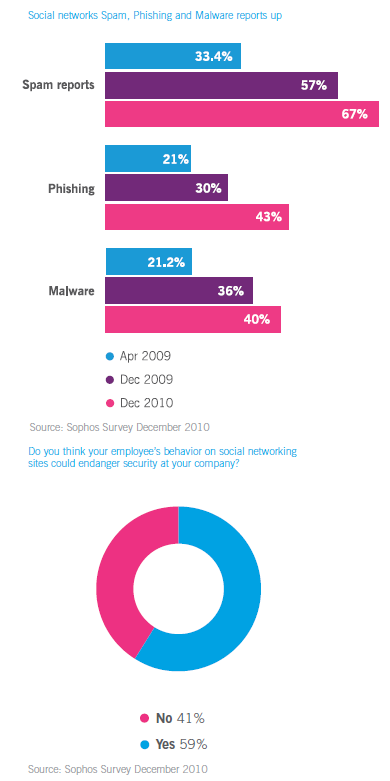 Social networks Spam, Phishing and Malware reports up
33.4%
Spam reports
57%
67%
21%
Phishing
30%
43%
21.2%
Malware
36%
40%
Apr 2009
Dec 2009
Dec 2010
Source: Sophos Survey December 2010
Do you think your employee's behavior on social networking
sites could endanger security at your company?
No 41%
Yes 59%
Source: Sophos Survey December 2010